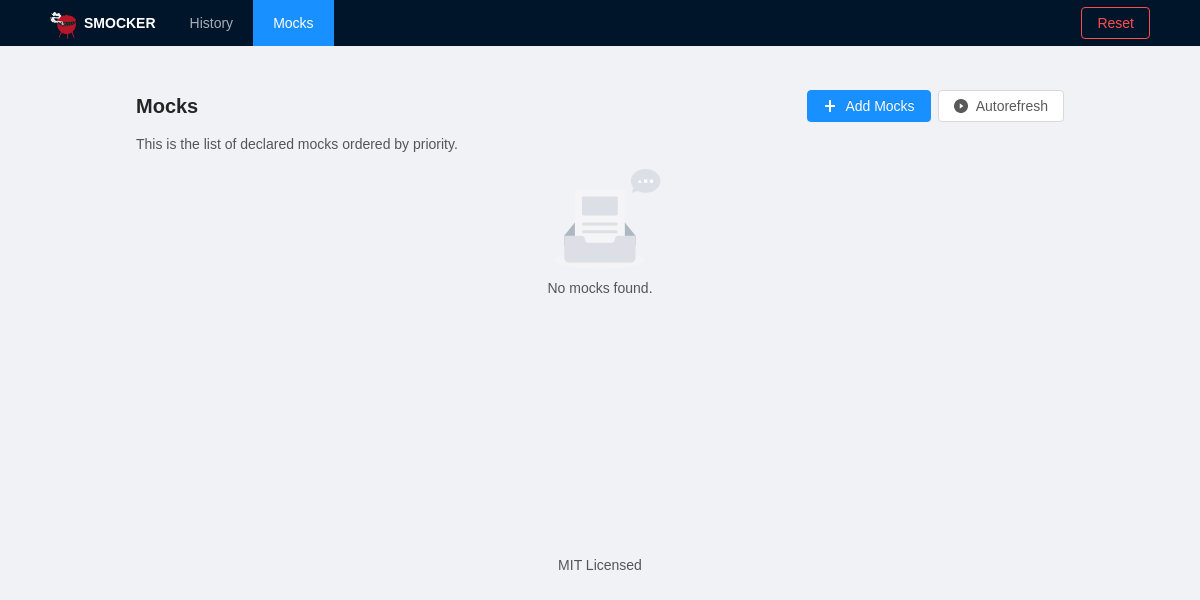 SMOCKER
History
Mocks
Reset
Mocks
Add Mocks
Autorefresh
This is the list of declared mocks ordered by priority.
No mocks found.
MIT Licensed